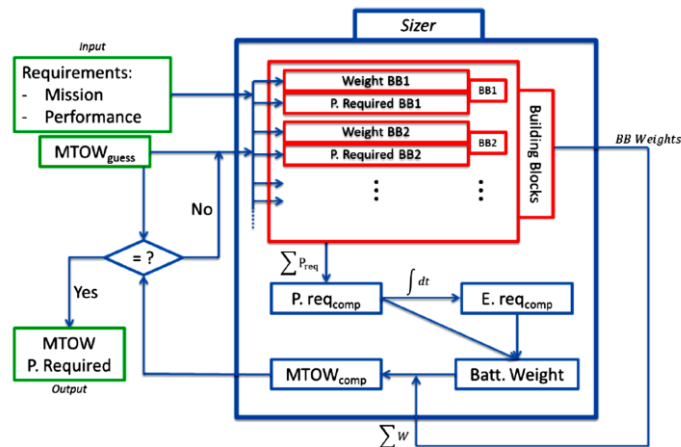 Sizer
Input
Requirements:
- Mission
- Performance
MTOWguess
Weight BB1
P. Required BB1
BB1
Weight BB2
P. Required BB2
BB2
⋮ ⋮
Building Blocks
BB Weights
No
= ?
Yes
∑ Preq
P. reqcomp
∫ dt
E. reqcomp
MTOW
P. Required
Output
MTOWcomp
Batt. Weight
∑ W